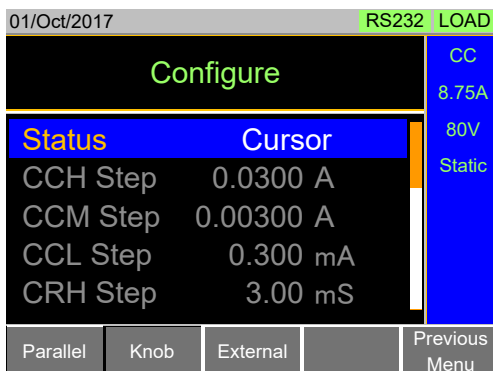 01/Oct/2017 RS232 LOAD
Configure
CC
8.75A
80V
Static
Status Cursor
CCH Step 0.0300 A
CCM Step 0.00300 A
CCL Step 0.300 mA
CRH Step 3.00 mS
Parallel Knob External Previous
Menu